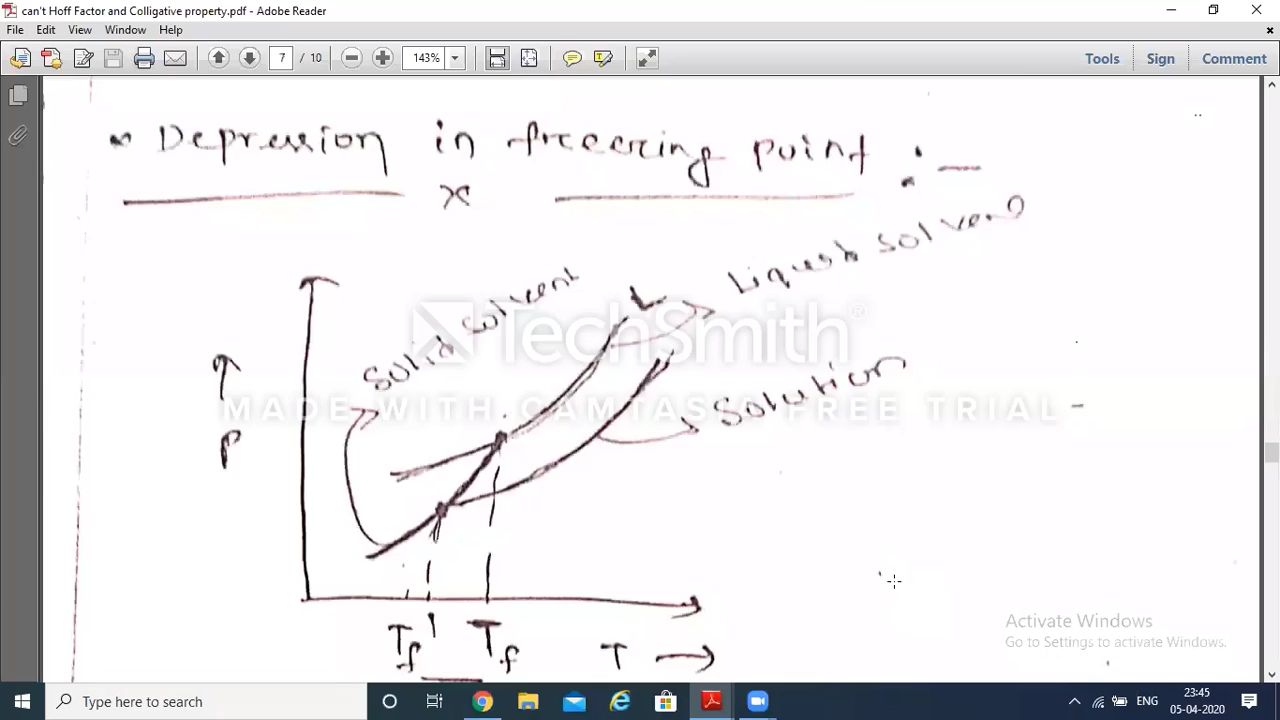 can't Hoff Factor and Colligative property.pdf - Adobe Reader
File Edit View Window Help
7 / 10 143% Tools Sign Comment
Depression in freezing point :-
Liquid solvent
Solid solvent
L
TechSmith®
Solution
MADE WITH CAMTASIA FREE TRIAL
P
Tf' Tf T
Activate Windows
Go to Settings to activate Windows.
Type here to search
ENG
23:45
05-04-2020